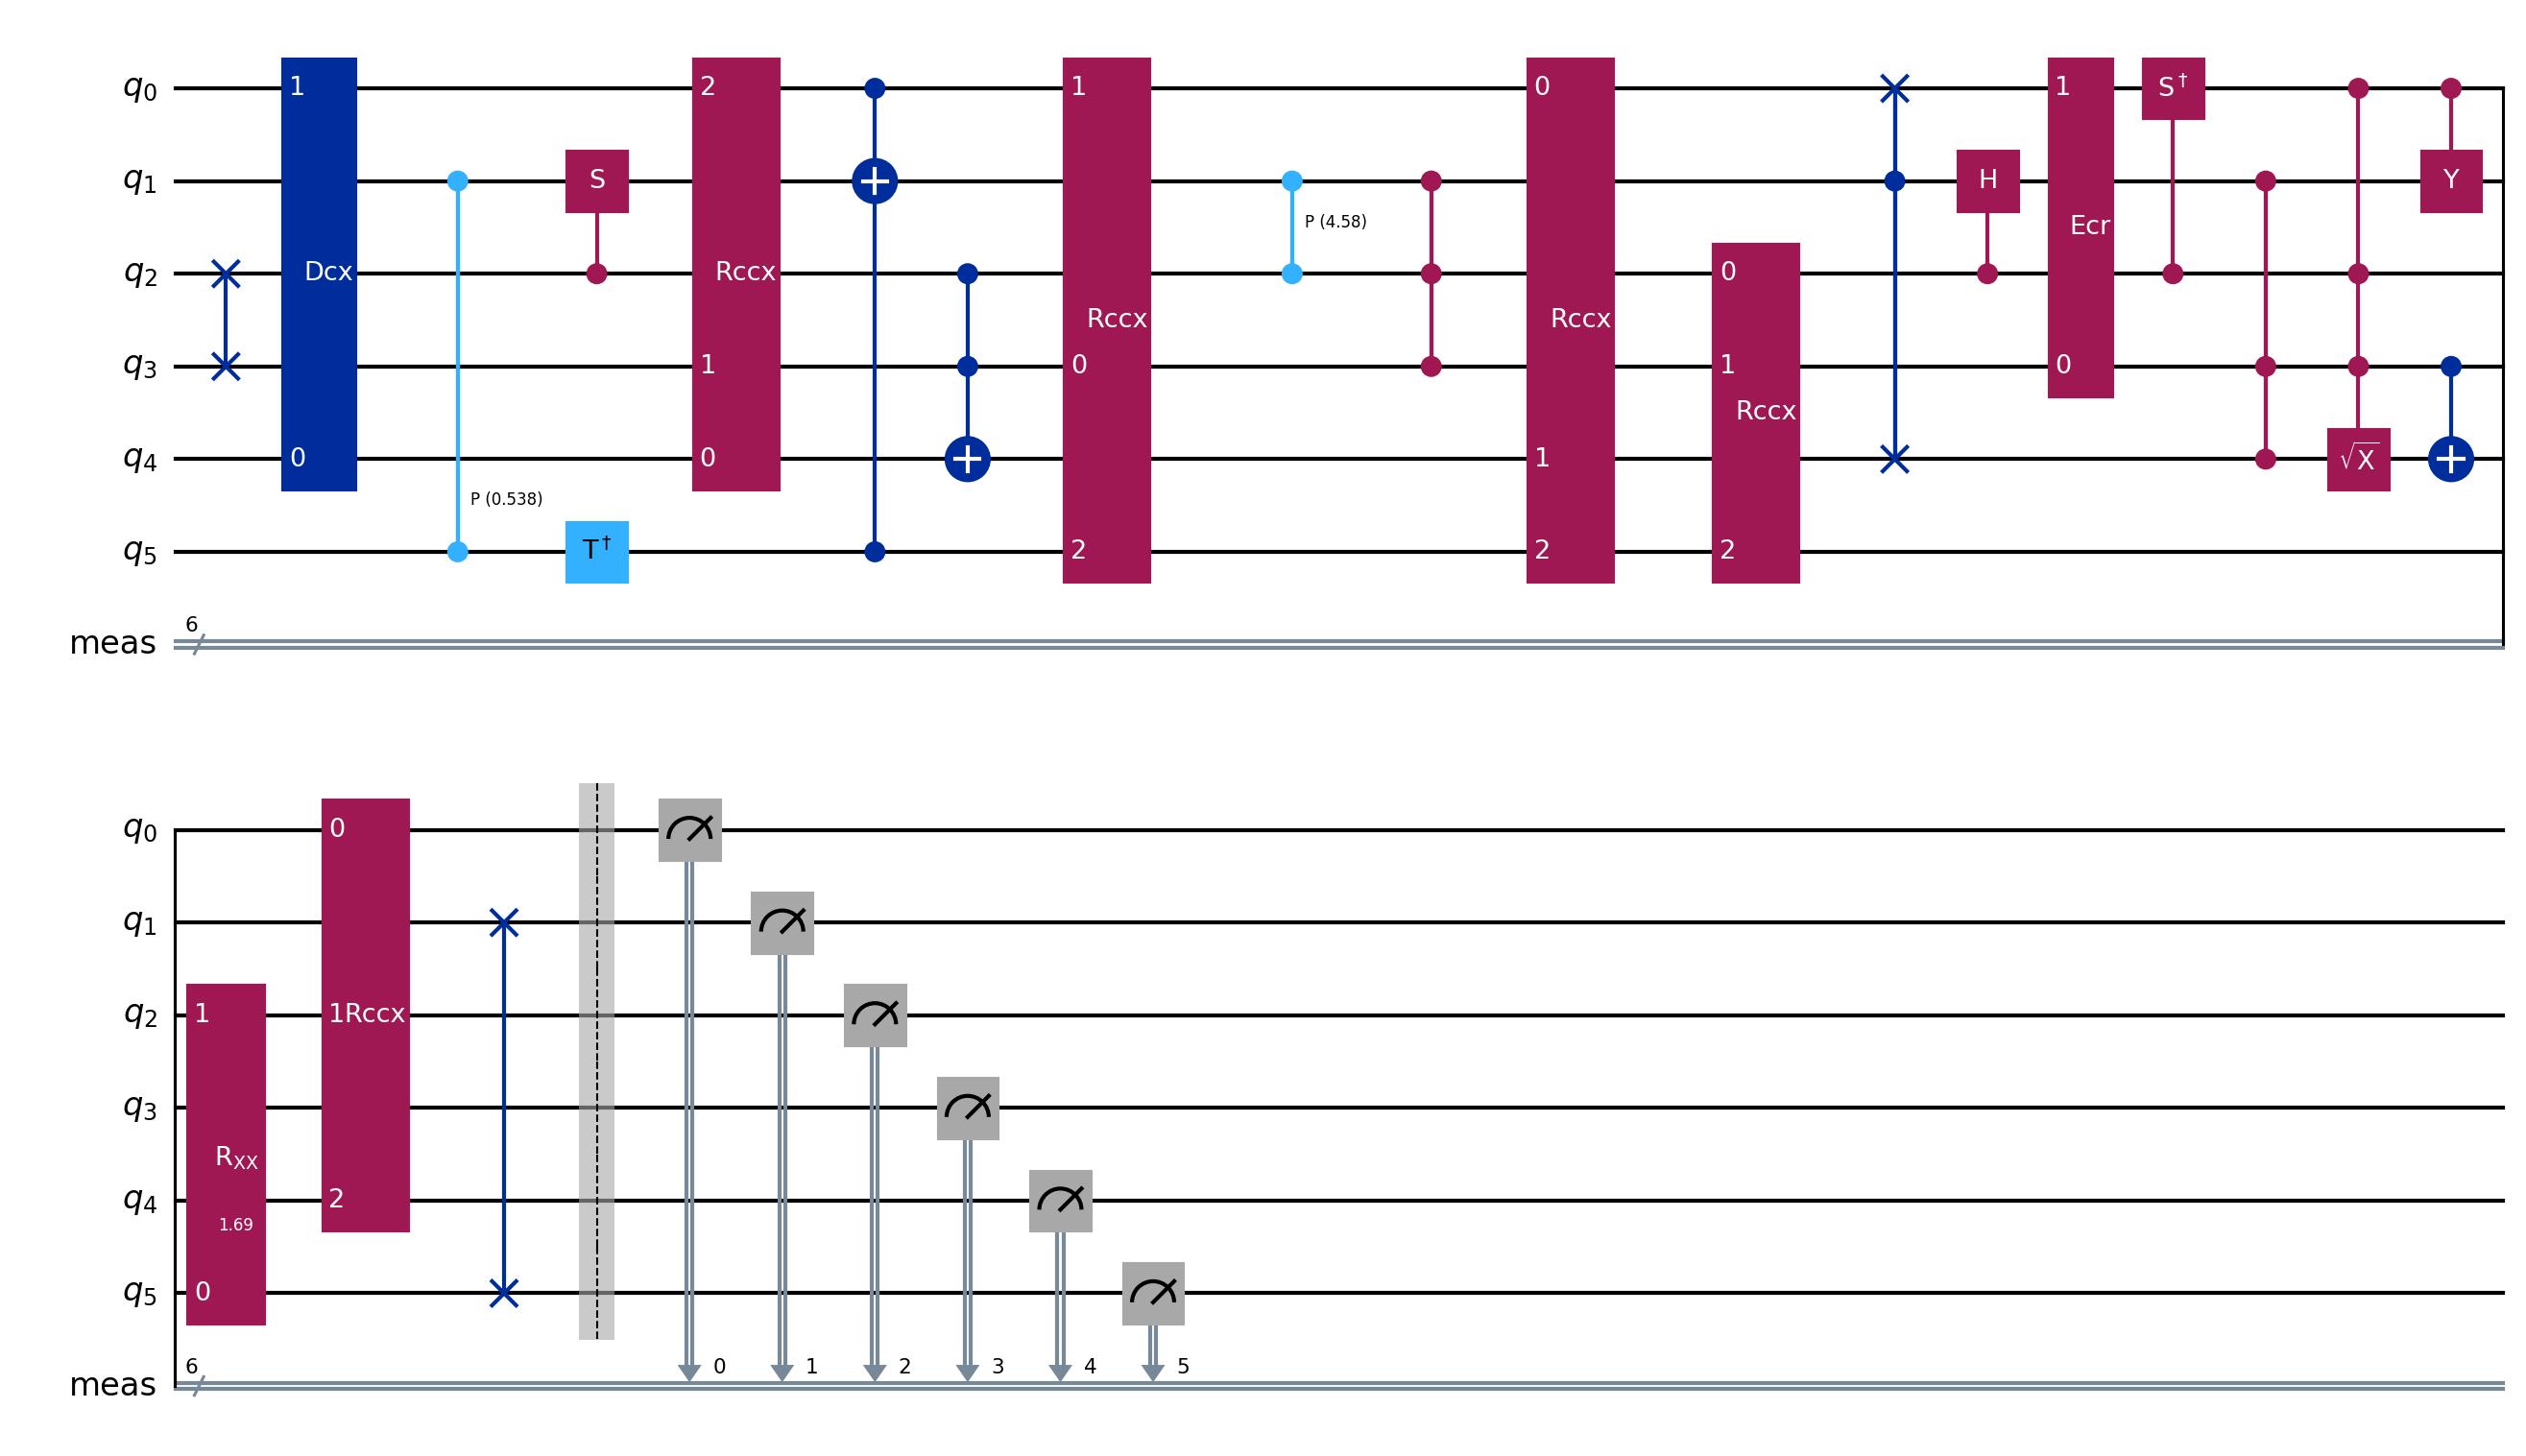 q0 1 2 1 0 1 S†
q1 S P (4.58) H Ecr Y
q2 Dcx Rccx 0
Rccx Rccx
q3 1 0 1 0
Rccx
q4 0 0 1 √X
P (0.538)
q5 T† 2 2 2
6
meas
q0 0
q1
q2 1 1Rccx
q3
RXX
q4 2
1.69
q5 0
6 0 1 2 3 4 5
meas